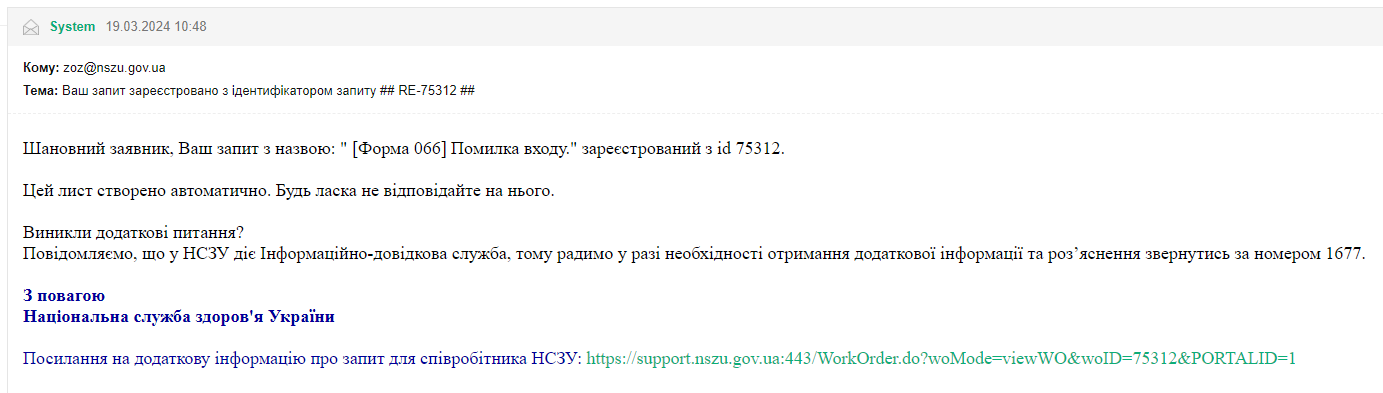 System 19.03.2024 10:48
Кому: zoz@nszu.gov.ua
Тема: Ваш запит зареєстровано з ідентифікатором запиту ## RE-75312 ##
Шановний заявник, Ваш запит з назвою: " [Форма 066] Помилка входу." зареєстрований з id 75312.
Цей лист створено автоматично. Будь ласка не відповідайте на нього.
Виникли додаткові питання?
Повідомляємо, що у НСЗУ діє Інформаційно-довідкова служба, тому радимо у разі необхідності отримання додаткової інформації та роз’яснення звернутись за номером 1677.
З повагою
Національна служба здоров'я України
Посилання на додаткову інформацію про запит для співробітника НСЗУ: https://support.nszu.gov.ua:443/WorkOrder.do?woMode=viewWO&woID=75312&PORTALID=1